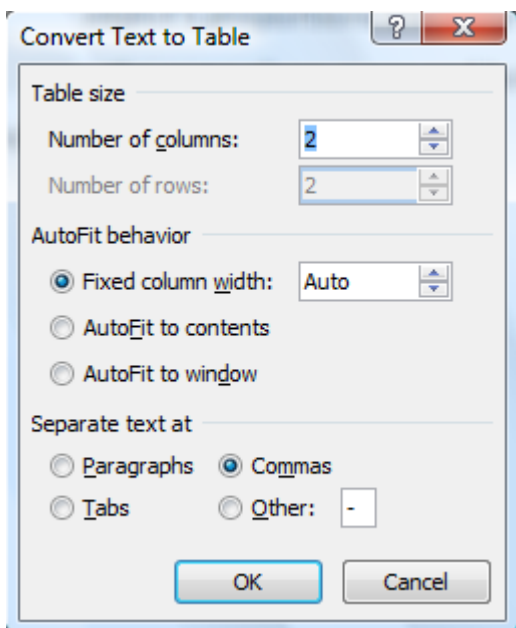 Convert Text to Table ?
Table size
Number of columns: 2
Number of rows: 2
AutoFit behavior
Fixed column width: Auto
AutoFit to contents
AutoFit to window
Separate text at
Paragraphs Commas
Tabs Other: -
OK Cancel